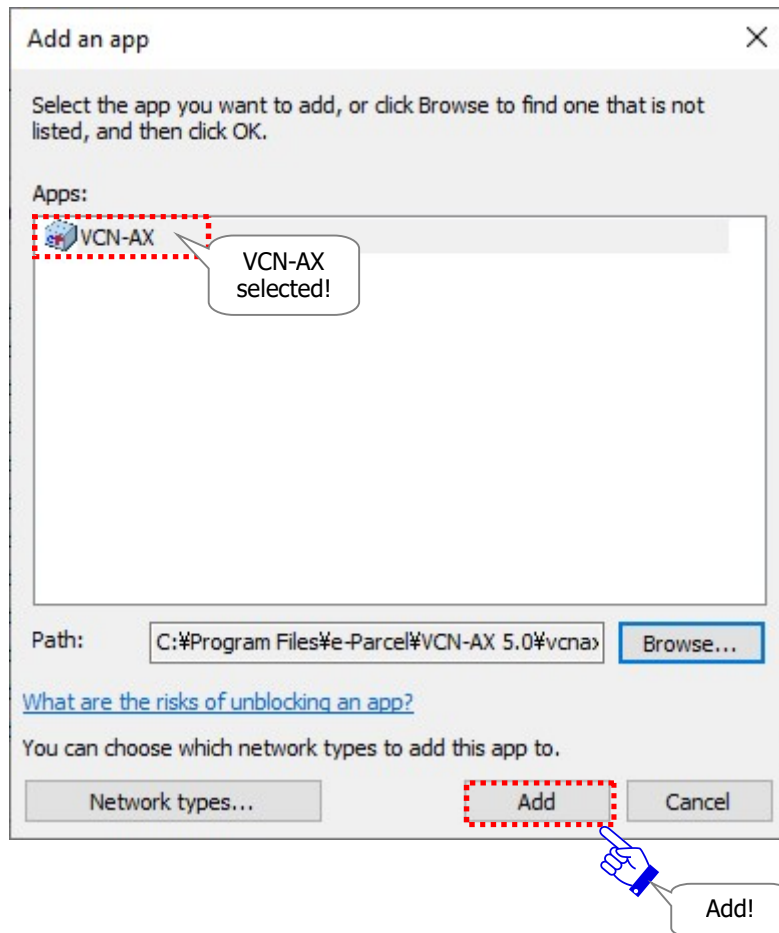 Add an app
Select the app you want to add, or click Browse to find one that is not
listed, and then click OK.
Apps:
VCN-AX
VCN-AX
selected!
Path:
C:¥Program Files¥e-Parcel¥VCN-AX 5.0¥vcnax
Browse...
What are the risks of unblocking an app?
You can choose which network types to add this app to.
Network types...
Add
Cancel
Add!